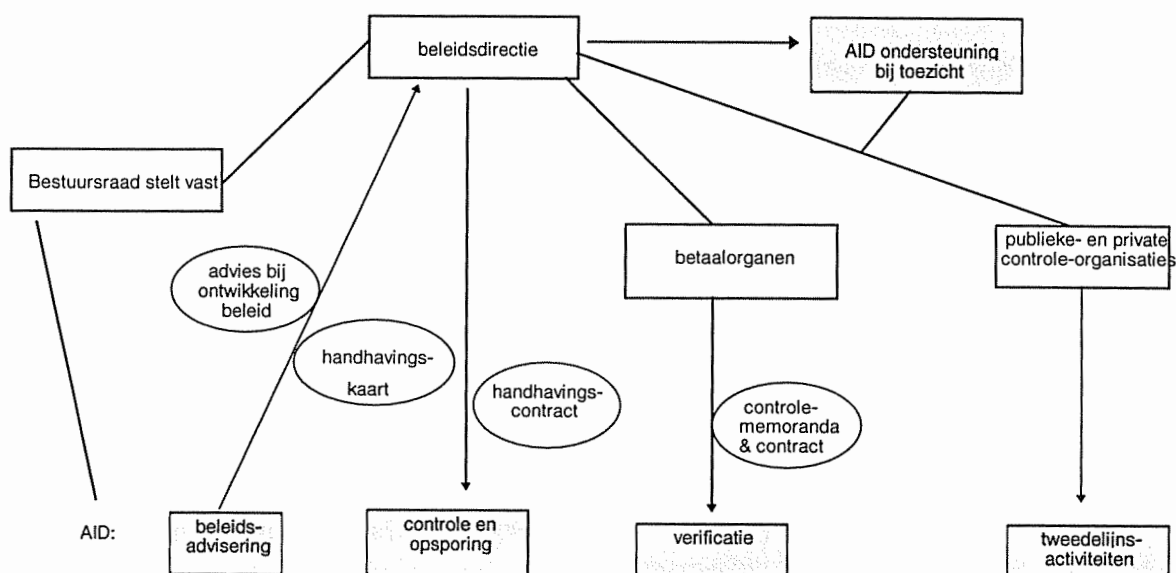 beleidsdirectie
AID ondersteuning
bij toezicht
Bestuursraad stelt vast
betaalorganen
publieke- en private
controle-organisaties
advies bij
ontwikkeling
beleid
handhavings-
kaart
handhavings-
contract
controle-
memoranda
& contract
AID:
beleids-
advisering
controle en
opsporing
verificatie
tweedelijns-
activiteiten